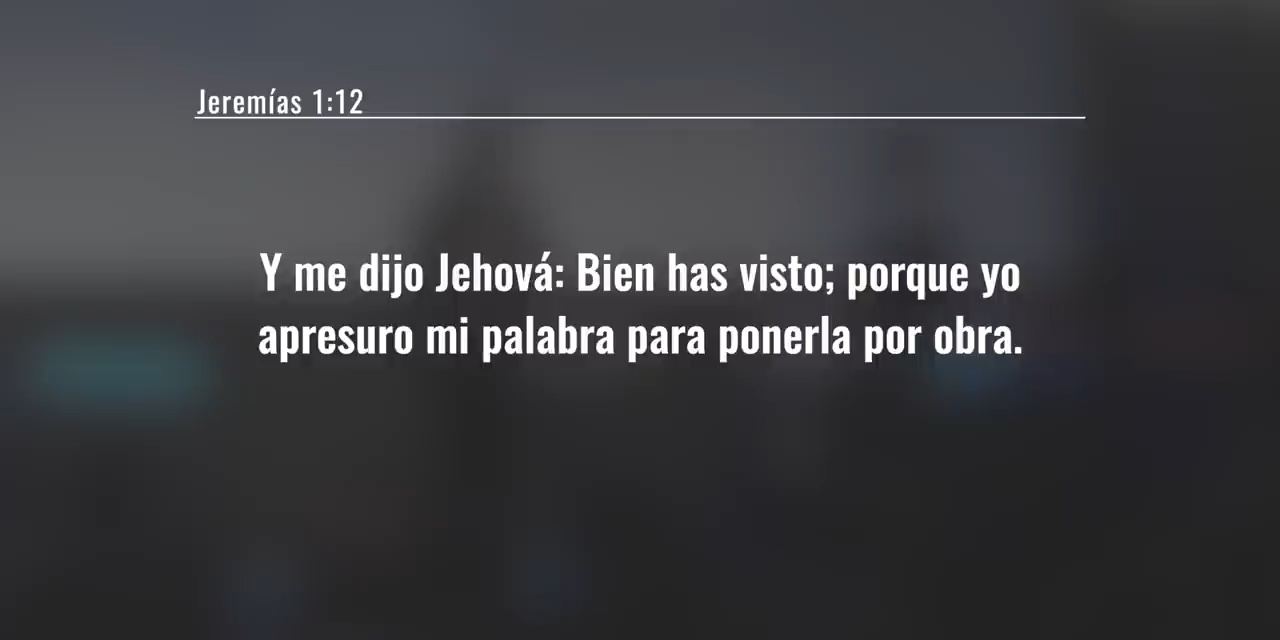 Jeremías 1:12
Y me dijo Jehová: Bien has visto; porque yo
apresuro mi palabra para ponerla por obra.